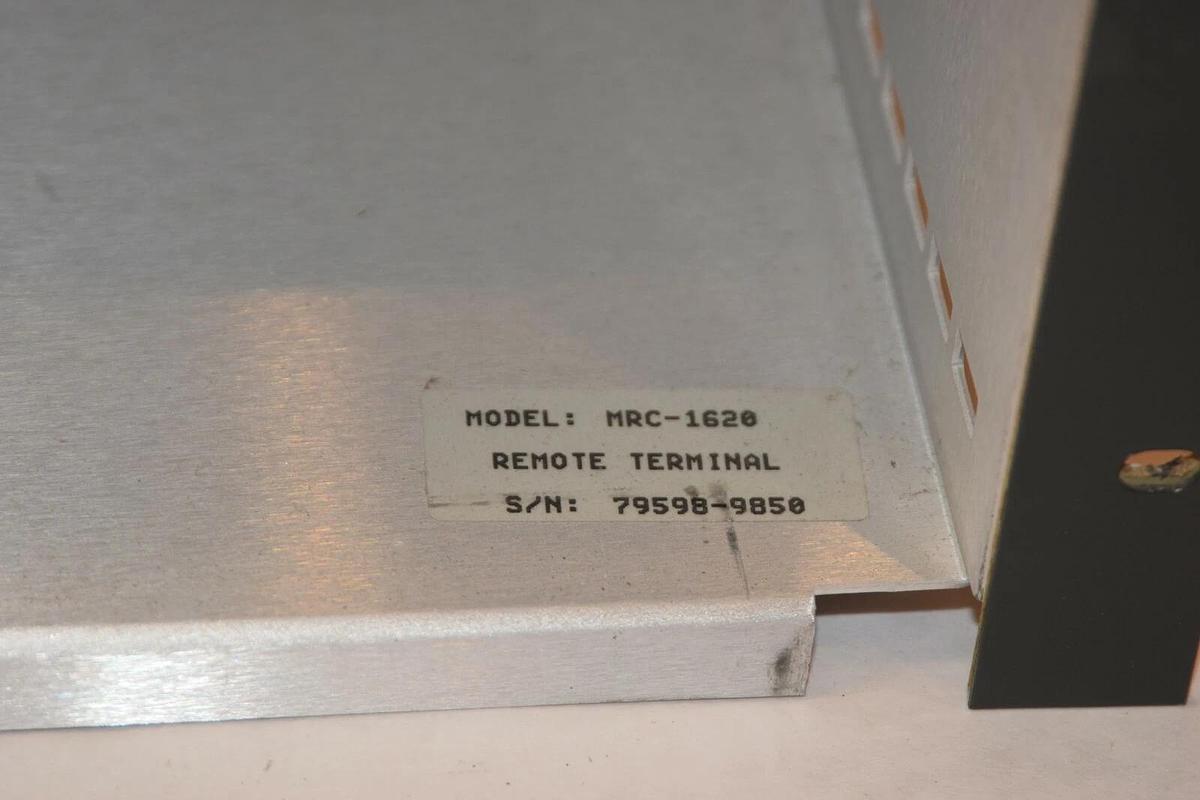 MODEL: MRC-1620
REMOTE TERMINAL
S/N: 79598-9850